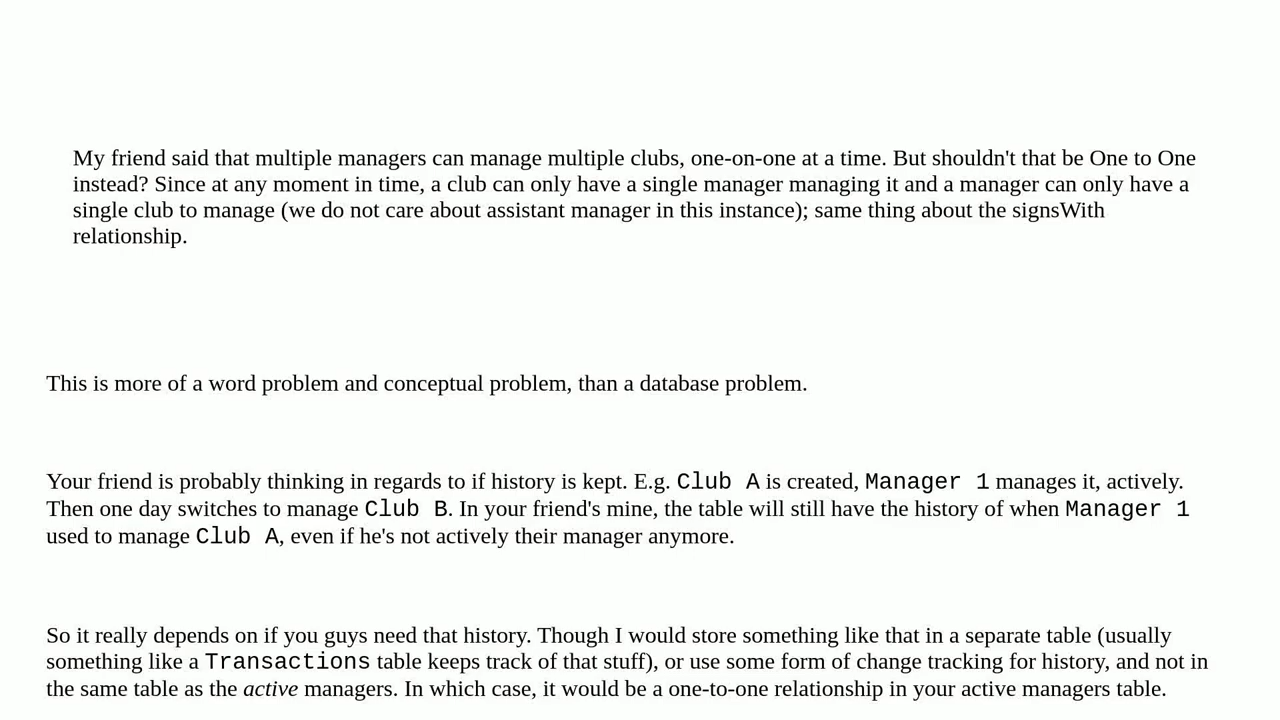 My friend said that multiple managers can manage multiple clubs, one-on-one at a time. But shouldn't that be One to One
instead? Since at any moment in time, a club can only have a single manager managing it and a manager can only have a
single club to manage (we do not care about assistant manager in this instance); same thing about the signsWith
relationship.
This is more of a word problem and conceptual problem, than a database problem.
Your friend is probably thinking in regards to if history is kept. E.g. Club A is created, Manager 1 manages it, actively.
Then one day switches to manage Club B. In your friend's mine, the table will still have the history of when Manager 1
used to manage Club A, even if he's not actively their manager anymore.
So it really depends on if you guys need that history. Though I would store something like that in a separate table (usually
something like a Transactions table keeps track of that stuff), or use some form of change tracking for history, and not in
the same table as the active managers. In which case, it would be a one-to-one relationship in your active managers table.